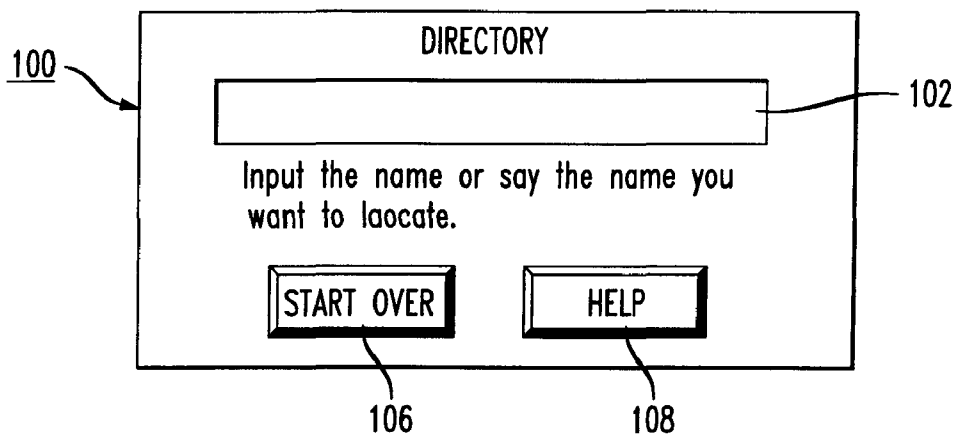 DIRECTORY
100
102
Input the name or say the name you
want to laocate.
START OVER
HELP
106
108